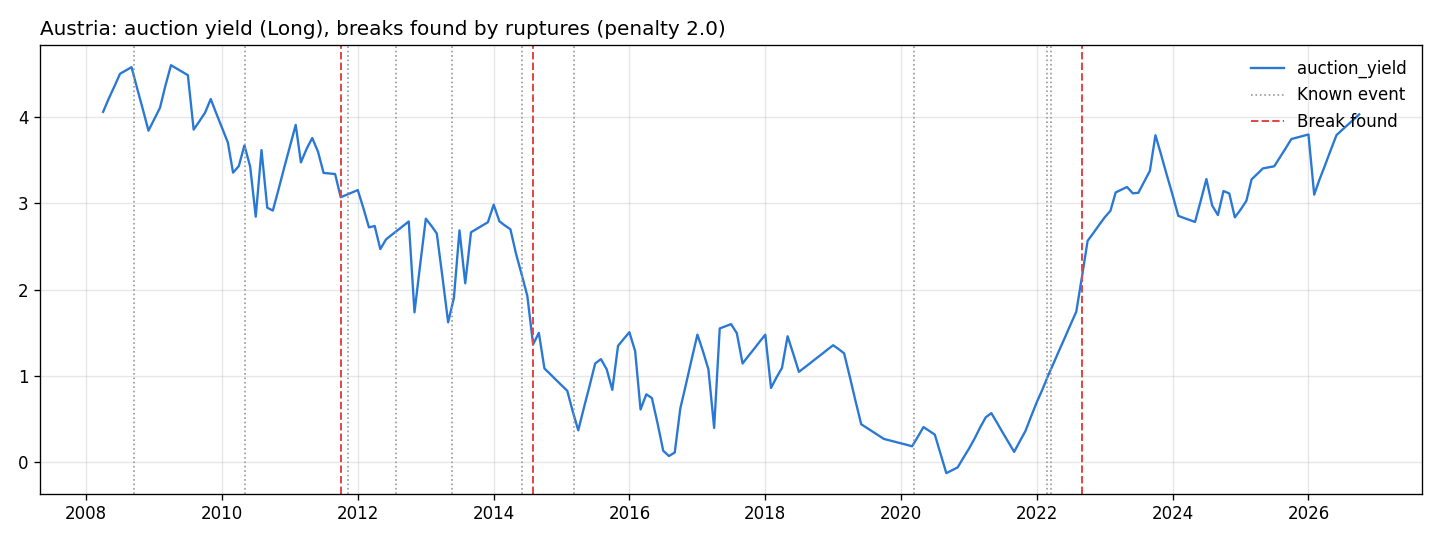 Austria: auction yield (Long), breaks found by ruptures (penalty 2.0)
auction_yield
Known event
Break found
4
3
2
1
0
2008 2010 2012 2014 2016 2018 2020 2022 2024 2026